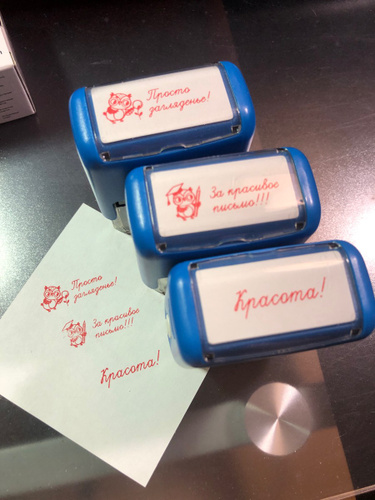 Просто
загляденье!
За красивое
письмо!!!
Красота!
Просто
загляденье!
За красивое
письмо!!!
Красота!